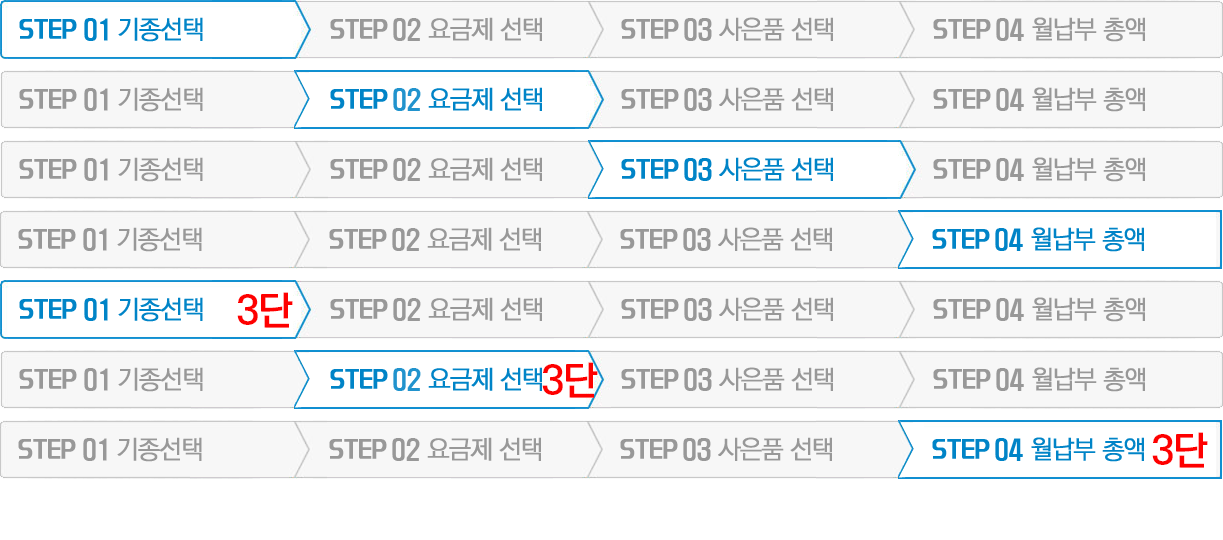 STEP 01 기종선택 STEP 02 요금제 선택 STEP 03 사은품 선택 STEP 04 월납부 총액
STEP 01 기종선택 STEP 02 요금제 선택 STEP 03 사은품 선택 STEP 04 월납부 총액
STEP 01 기종선택 STEP 02 요금제 선택 STEP 03 사은품 선택 STEP 04 월납부 총액
STEP 01 기종선택 STEP 02 요금제 선택 STEP 03 사은품 선택 STEP 04 월납부 총액
STEP 01 기종선택 3단 STEP 02 요금제 선택 STEP 03 사은품 선택 STEP 04 월납부 총액
STEP 01 기종선택 STEP 02 요금제 선택 3단 STEP 03 사은품 선택 STEP 04 월납부 총액
STEP 01 기종선택 STEP 02 요금제 선택 STEP 03 사은품 선택 STEP 04 월납부 총액 3단